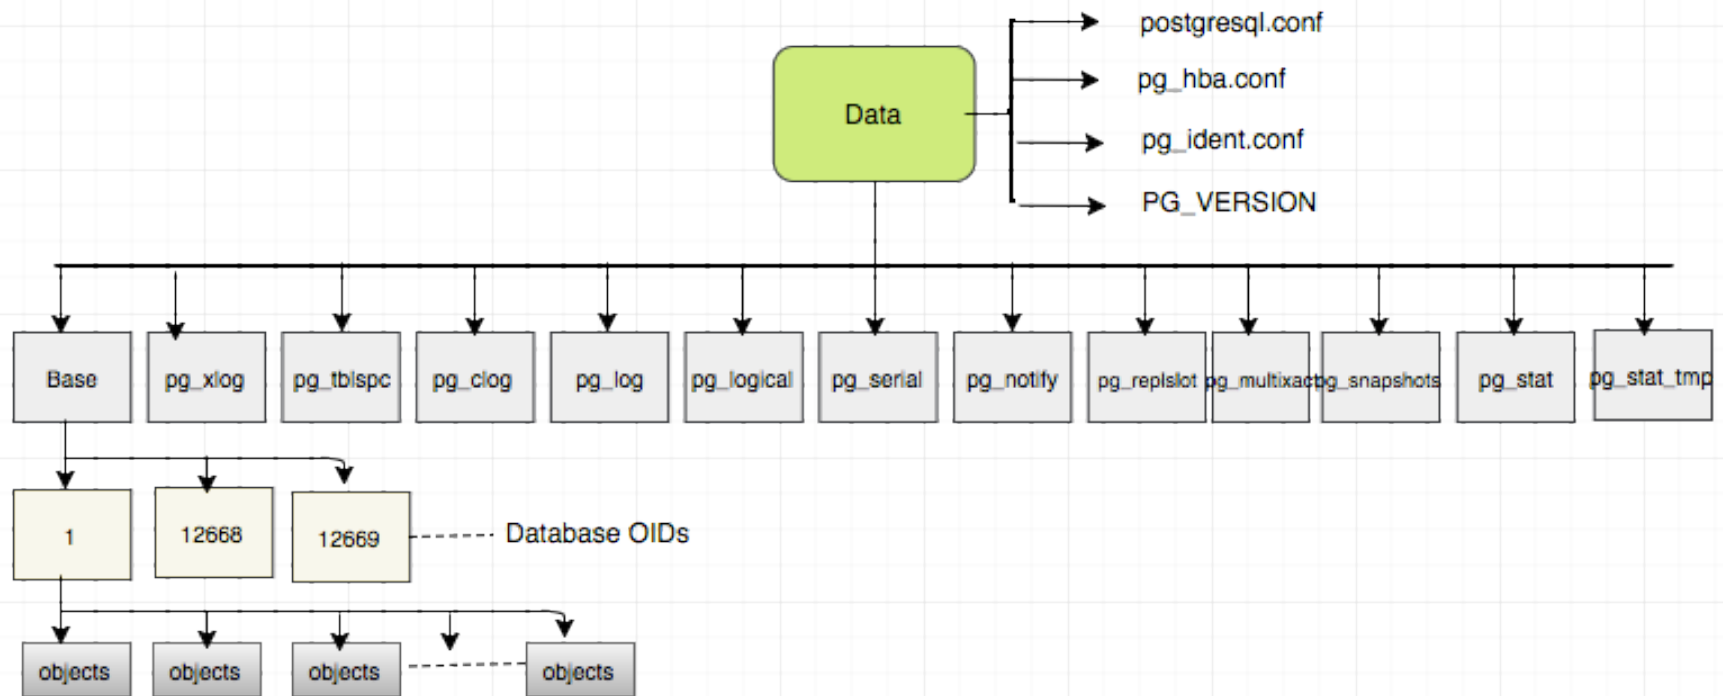 postgresql.conf
pg_hba.conf
Data
pg_ident.conf
PG_VERSION
Base
pg_xlog
pg_tblspc
pg_clog
pg_log
pg_logical
pg_serial
pg_notify
pg_replslot
pg_multixact
pg_snapshots
pg_stat
pg_stat_tmp
1
12668
12669
Database OIDs
objects
objects
objects
objects